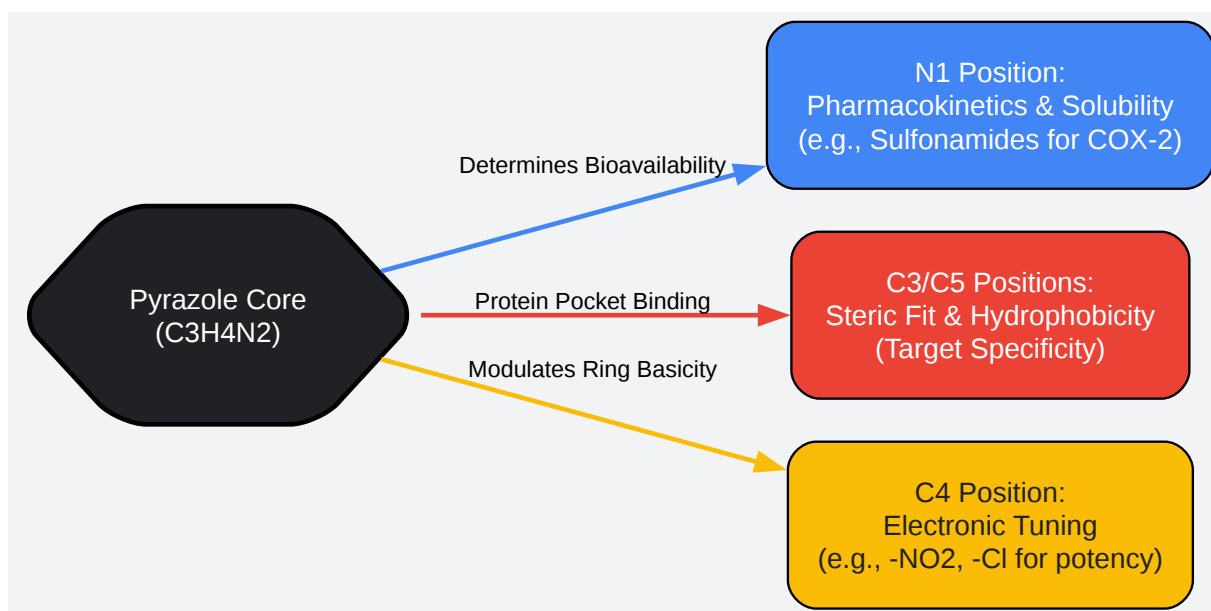 Pyrazole Core
(C3H4N2)
Determines Bioavailability
N1 Position:
Pharmacokinetics & Solubility
(e.g., Sulfonamides for COX-2)
Protein Pocket Binding
C3/C5 Positions:
Steric Fit & Hydrophobicity
(Target Specificity)
Modulates Ring Basicity
C4 Position:
Electronic Tuning
(e.g., -NO2, -Cl for potency)